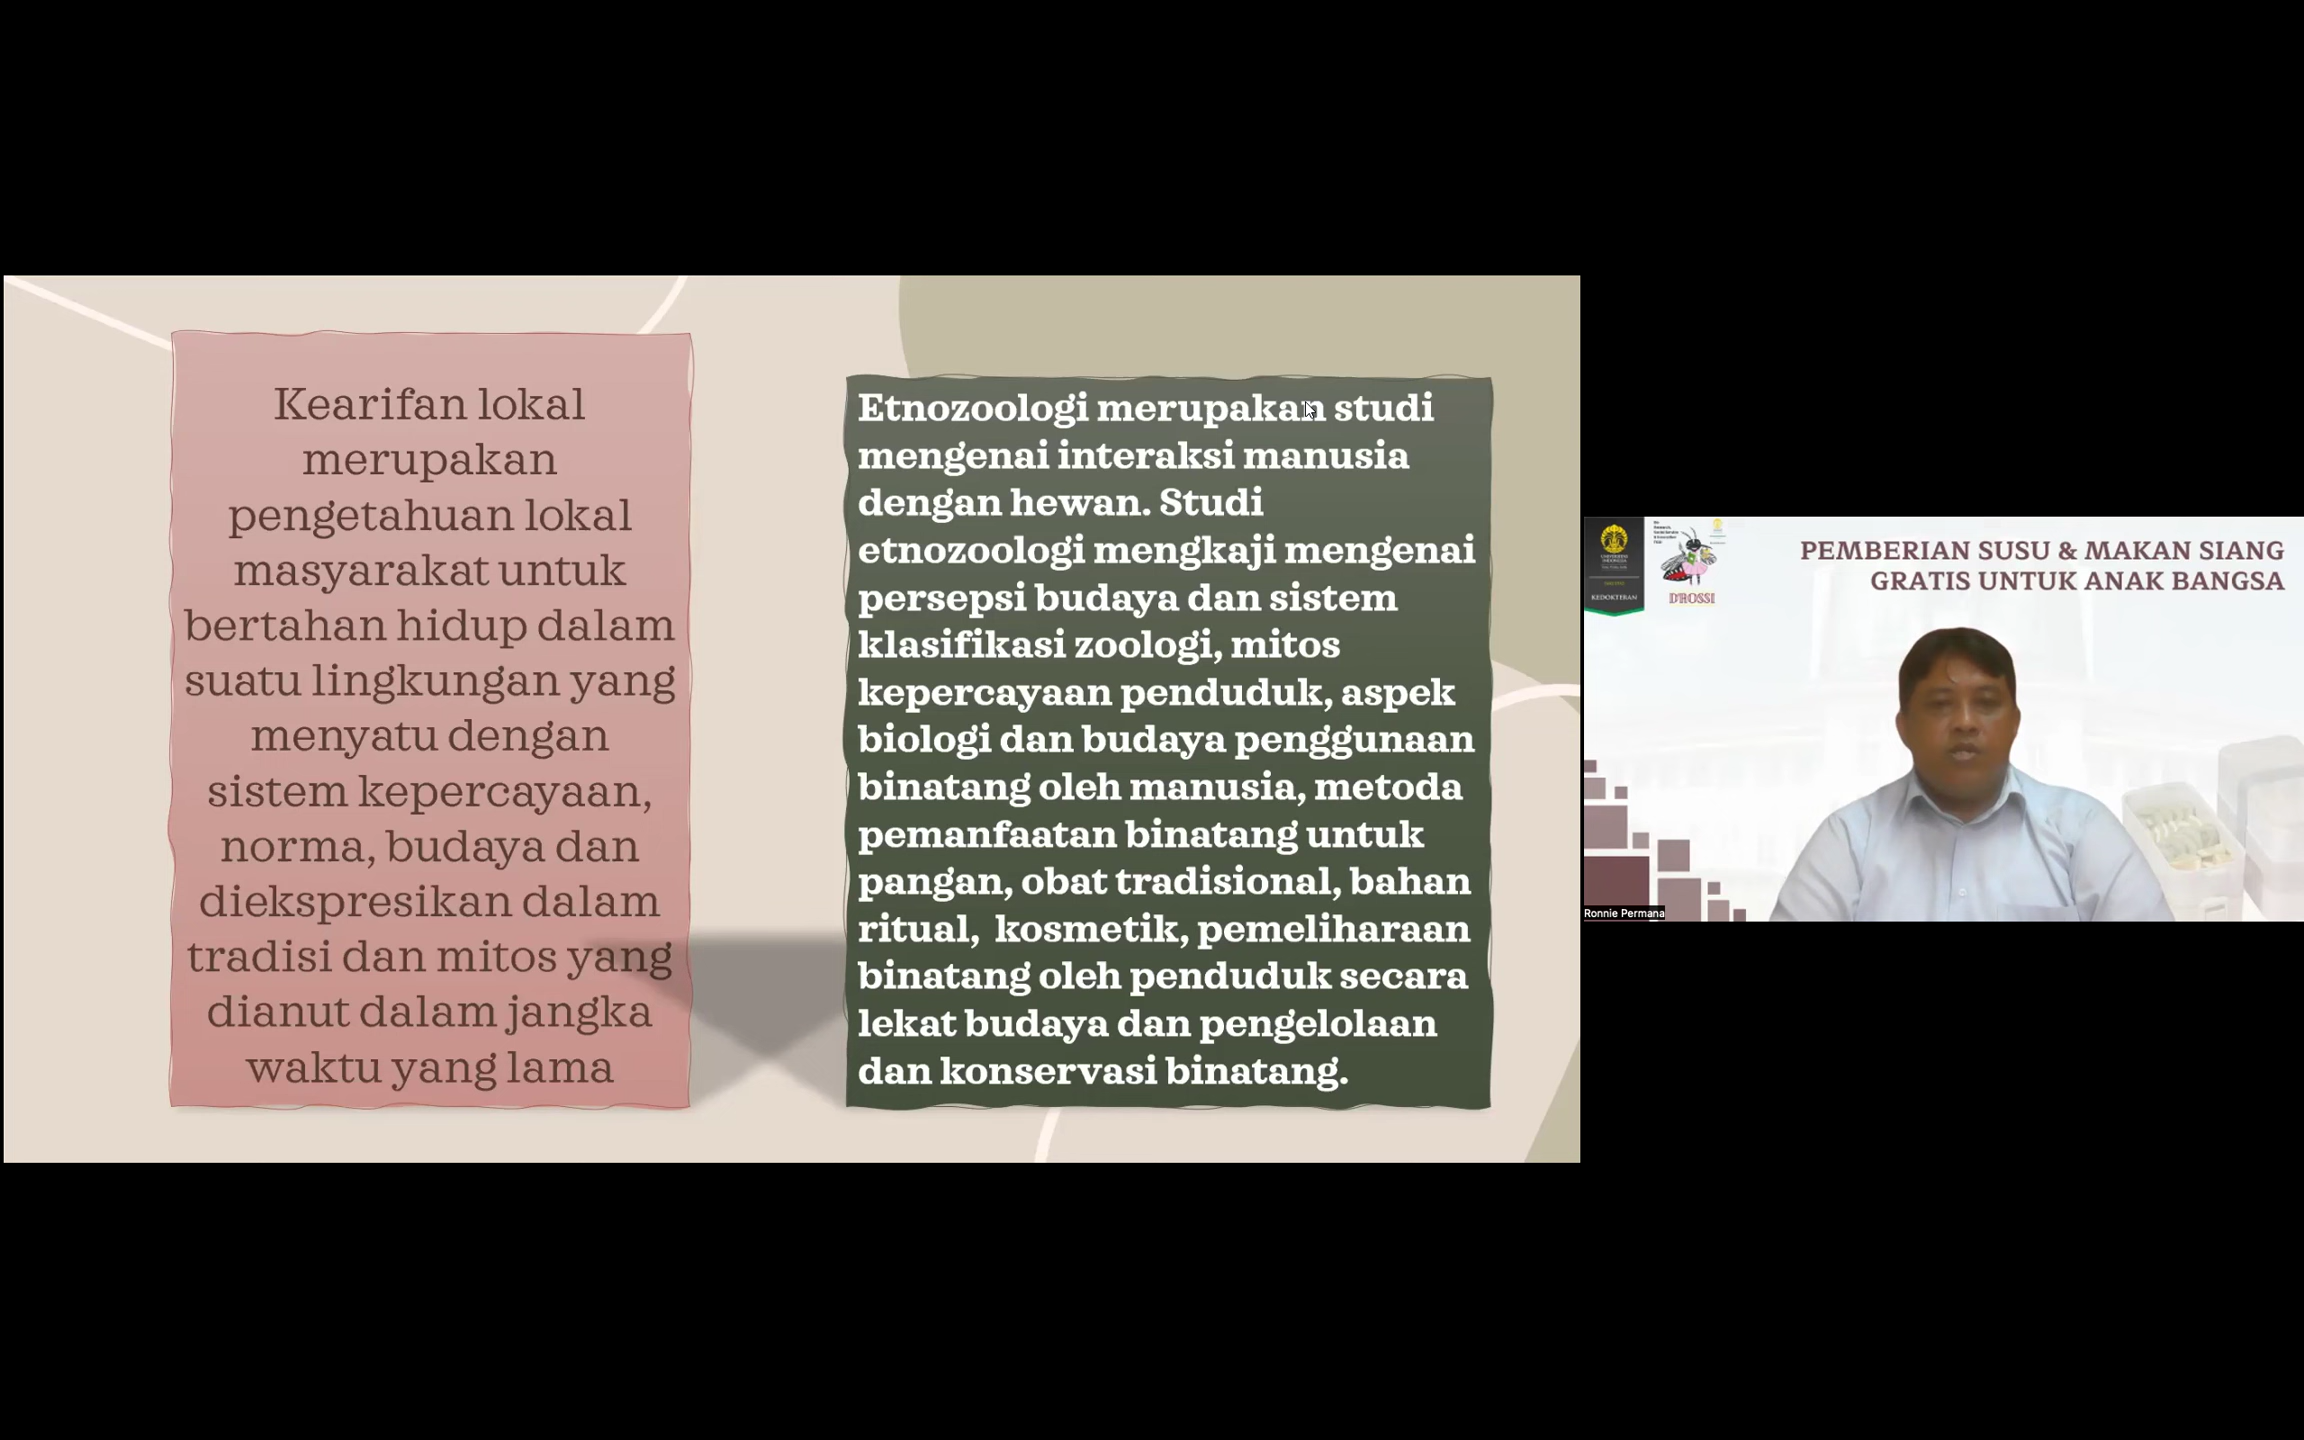 Kearifan lokal
merupakan
pengetahuan lokal
masyarakat untuk
bertahan hidup dalam
suatu lingkungan yang
menyatu dengan
sistem kepercayaan,
norma, budaya dan
diekspresikan dalam
tradisi dan mitos yang
dianut dalam jangka
waktu yang lama
Etnozoologi merupakan studi
mengenai interaksi manusia
dengan hewan. Studi
etnozoologi mengkaji mengenai
persepsi budaya dan sistem
klasifikasi zoologi, mitos
kepercayaan penduduk, aspek
biologi dan budaya penggunaan
binatang oleh manusia, metoda
pemanfaatan binatang untuk
pangan, obat tradisional, bahan
ritual, kosmetik, pemeliharaan
binatang oleh penduduk secara
lekat budaya dan pengelolaan
dan konservasi binatang.
UNIVERSITAS
INDONESIA
KEDOKTERAN
D'ROSSI
PEMBERIAN SUSU & MAKAN SIANG
GRATIS UNTUK ANAK BANGSA
Ronnie Permana